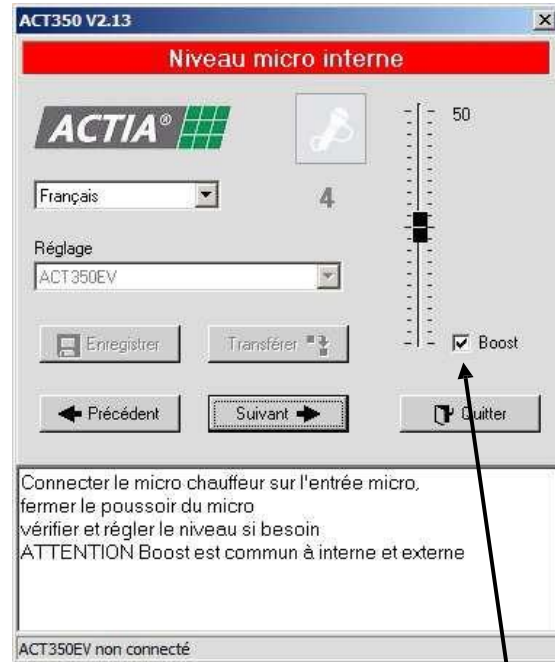 ACT350 V2.13
Niveau micro interne
ACTIA®
50
Français
4
Réglage
ACT350EV
Enregistrer
Transférer
Boost
Précédent
Suivant
Quitter
Connecter le micro chauffeur sur l'entrée micro,
fermer le poussoir du micro
vérifier et régler le niveau si besoin
ATTENTION Boost est commun à interne et externe
ACT350EV non connecté